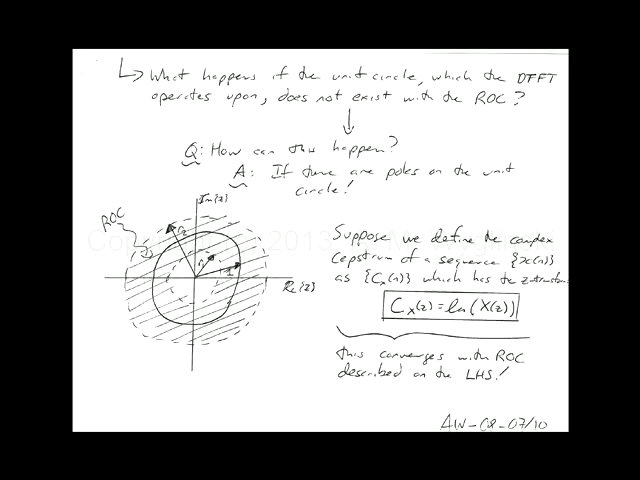 ↳ What happens if the unit circle, which the DTFT
operates upon, does not exist with the ROC?
Q: How can this happen?
A: If there are poles on the unit
circle!
Im{z}
ROC
r2
r1
1
Re{z}
Suppose we define the complex
cepstrum of a sequence {x(n)}
as {Cx(n)} which has the z-transform
Cx(z) = ln(X(z))
this converges with ROC
described on the LHS!
AW-C8-07/10